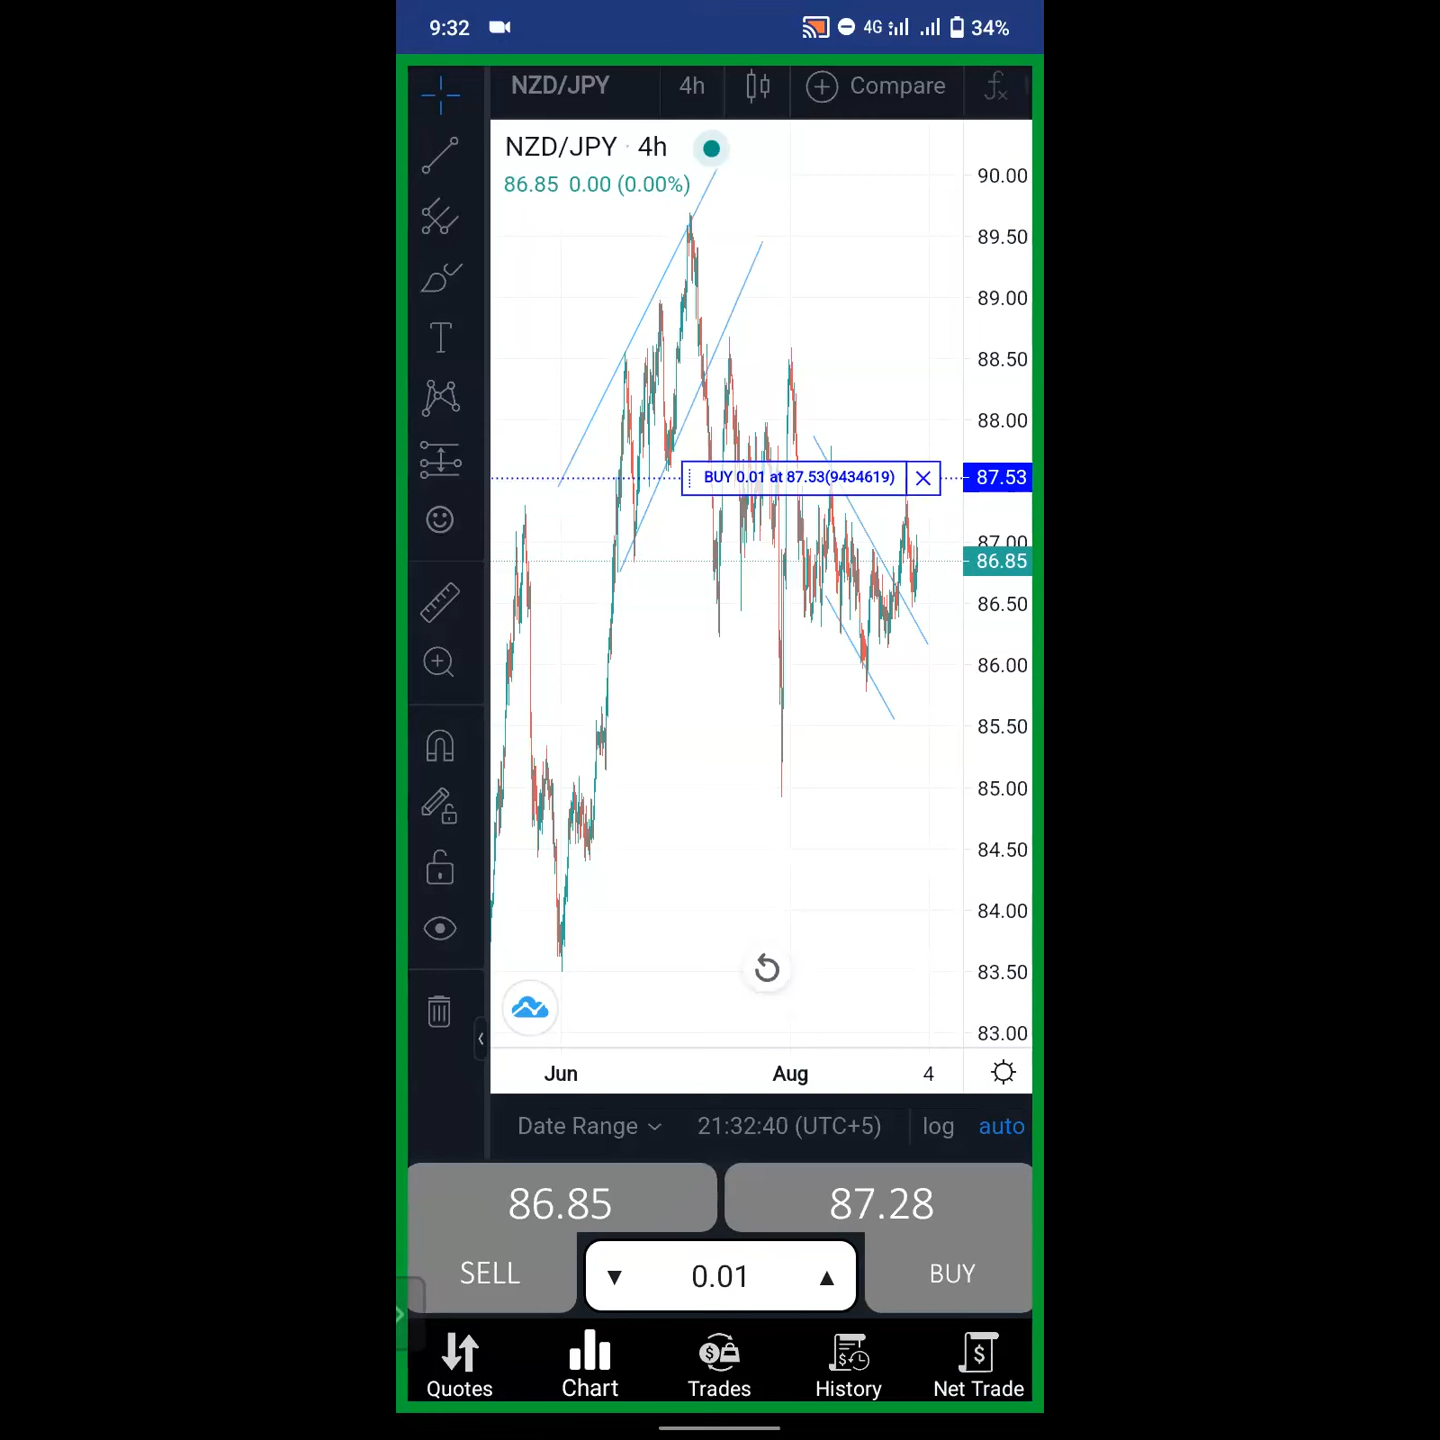 9:32 4G 34%
NZD/JPY 4h Compare fx
NZD/JPY · 4h
86.85 0.00 (0.00%)
90.00
89.50
89.00
88.50
88.00
BUY 0.01 at 87.53(9434619)
87.53
87.00
86.85
86.50
86.00
85.50
85.00
84.50
84.00
83.50
83.00
Jun Aug 4
Date Range 21:32:40 (UTC+5) log auto
86.85 87.28
SELL 0.01 BUY
Quotes Chart Trades History Net Trade